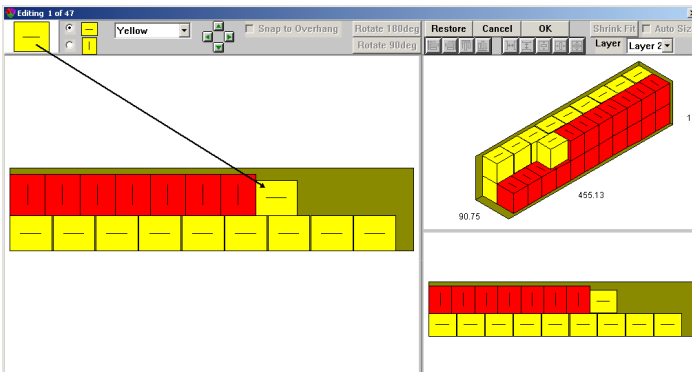 Editing 1 of 47
Yellow
Snap to Overhang
Rotate 180deg
Rotate 90deg
Restore
Cancel
OK
Shrink Fit
Auto Siz
Layer
Layer 2
455.13
90.75
1